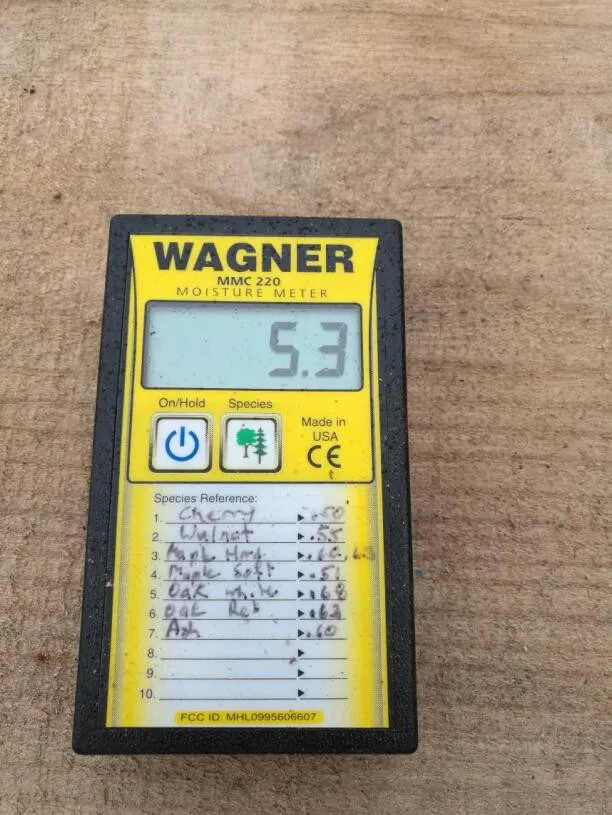 WAGNER
MMC 220
MOISTURE METER
5.3
On/Hold Species
Made in
USA
CE
Species Reference:
1. Cherry .50
2. Walnut .55
3. Maple Hard .60
4. Maple Soft .51
5. Oak white .68
6. Oak Red .62
7. Ash .60
8.
9.
10.
FCC ID: MHL0995606607